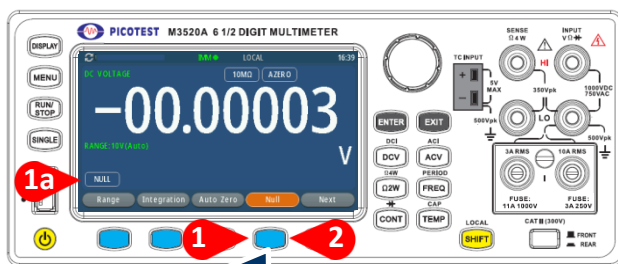 PICOTEST M3520A 6 1/2 DIGIT MULTIMETER
DISPLAY
MENU
RUN/
STOP
SINGLE
LOCAL
16:39
DC VOLTAGE
10MΩ
AZERO
-00.00003
V
RANGE:10V(Auto)
NULL
Range
Integration
Auto Zero
Null
Next
1a
1
2
ENTER
EXIT
DCI
ACI
DCV
ACV
Ω4W
PERIOD
Ω2W
FREQ
CAP
CONT
TEMP
LOCAL
SHIFT
TC INPUT
+
-
5V
MAX
SENSE
Ω 4 W
INPUT
V Ω
HI
350Vpk
1000VDC
750VAC
LO
500Vpk
500Vpk
3A RMS
10A RMS
I
FUSE:
11A 1000V
FUSE:
3A 250V
CAT II (300V)
FRONT
REAR